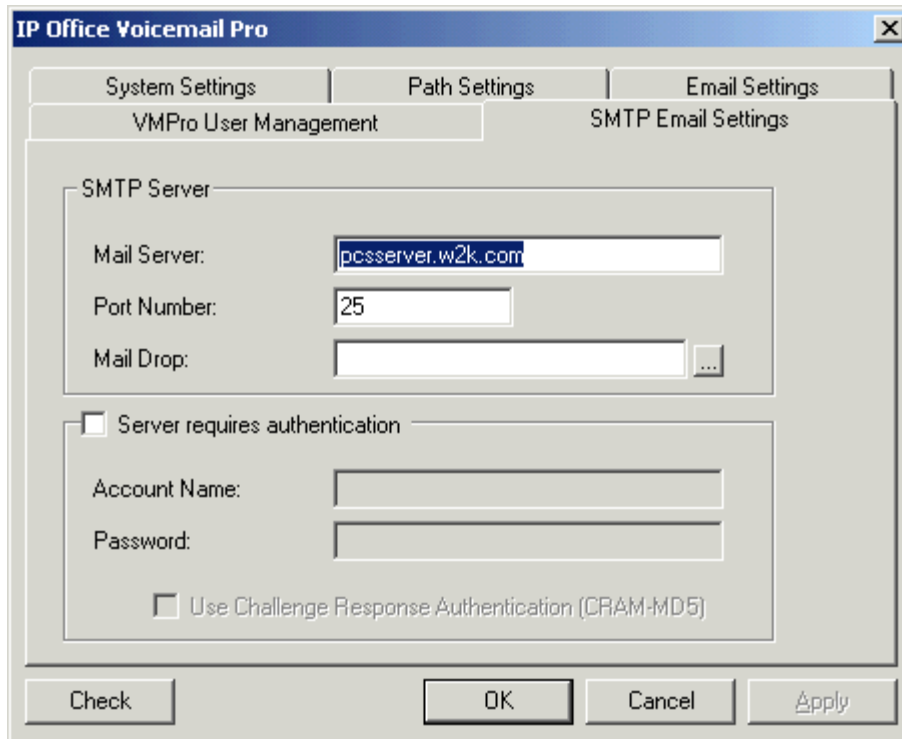 IP Office Voicemail Pro
System Settings Path Settings Email Settings
VMPro User Management SMTP Email Settings
SMTP Server
Mail Server: pcsserver.w2k.com
Port Number: 25
Mail Drop: ...
Server requires authentication
Account Name:
Password:
Use Challenge Response Authentication (CRAM-MD5)
Check OK Cancel Apply